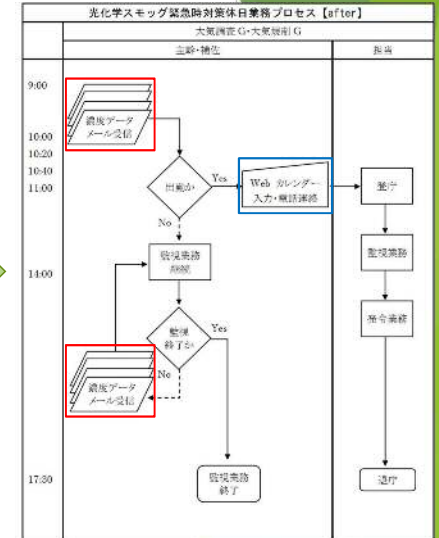 光化学スモッグ緊急時対策休日業務プロセス【after】
大気調査G・大気規制G
主幹・補佐
担当
9:00
濃度データ
メール受信
10:00
10:20
10:40
11:00
出庁か
Yes
Web カレンダー
入力・電話連絡
登庁
No
監視業務
継続
監視業務
14:00
監視
終了か
Yes
発令業務
濃度データ
メール受信
No
17:30
監視業務
終了
退庁